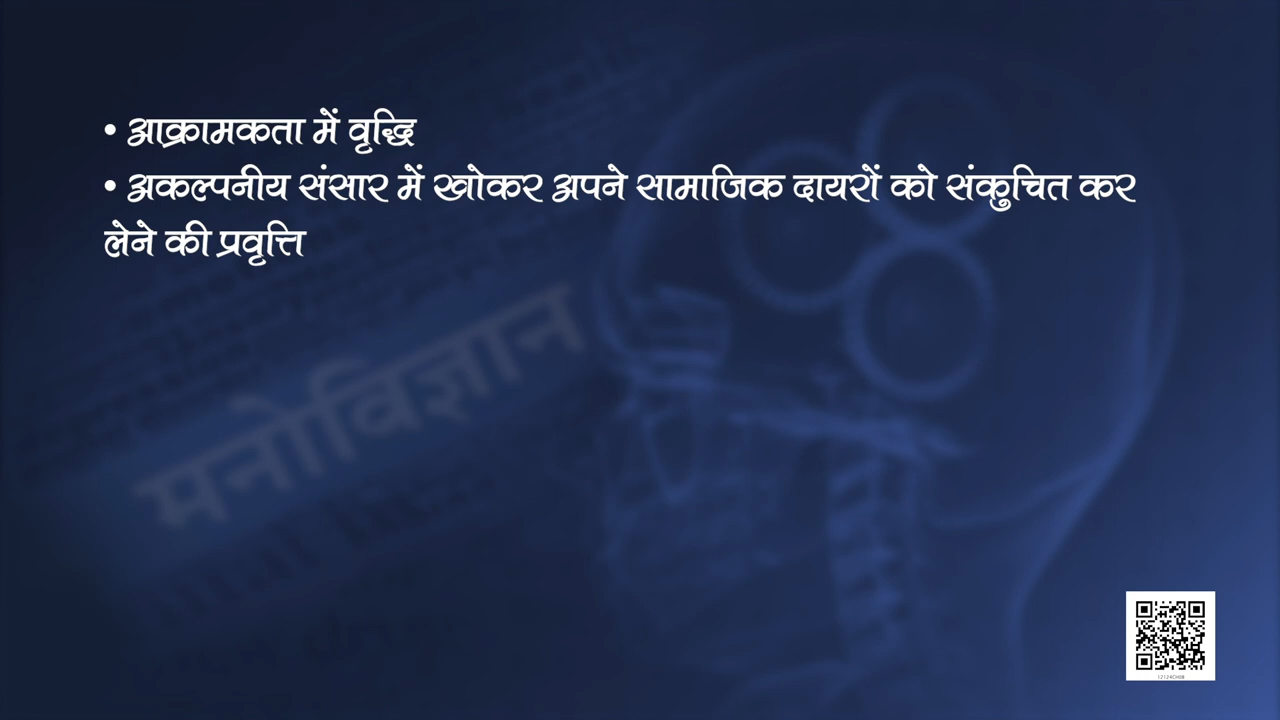 • आक्रामकता में वृद्धि
• अकल्पनीय संसार में खोकर अपने सामाजिक दायरों को संकुचित कर
लेने की प्रवृत्ति
मनोविज्ञान